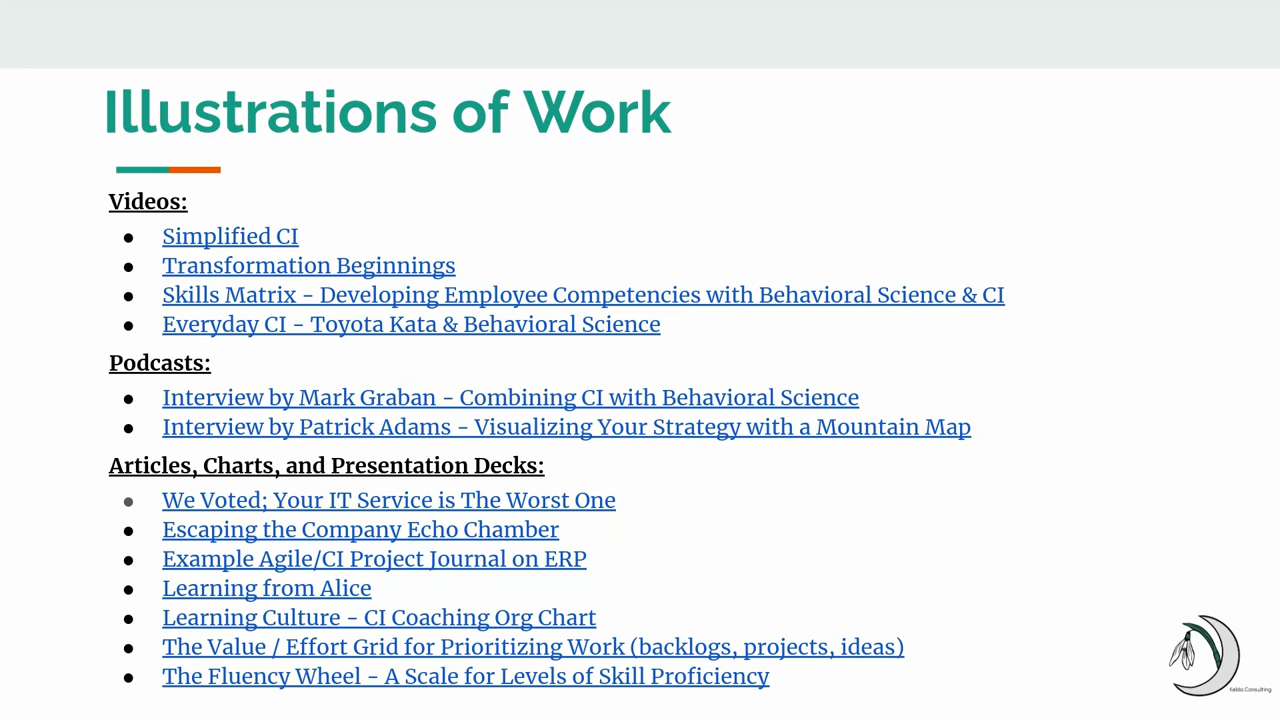 Illustrations of Work
Videos:
● Simplified CI
● Transformation Beginnings
● Skills Matrix - Developing Employee Competencies with Behavioral Science & CI
● Everyday CI - Toyota Kata & Behavioral Science
Podcasts:
● Interview by Mark Graban - Combining CI with Behavioral Science
● Interview by Patrick Adams - Visualizing Your Strategy with a Mountain Map
Articles, Charts, and Presentation Decks:
● We Voted; Your IT Service is The Worst One
● Escaping the Company Echo Chamber
● Example Agile/CI Project Journal on ERP
● Learning from Alice
● Learning Culture - CI Coaching Org Chart
● The Value / Effort Grid for Prioritizing Work (backlogs, projects, ideas)
● The Fluency Wheel - A Scale for Levels of Skill Proficiency
Consulting